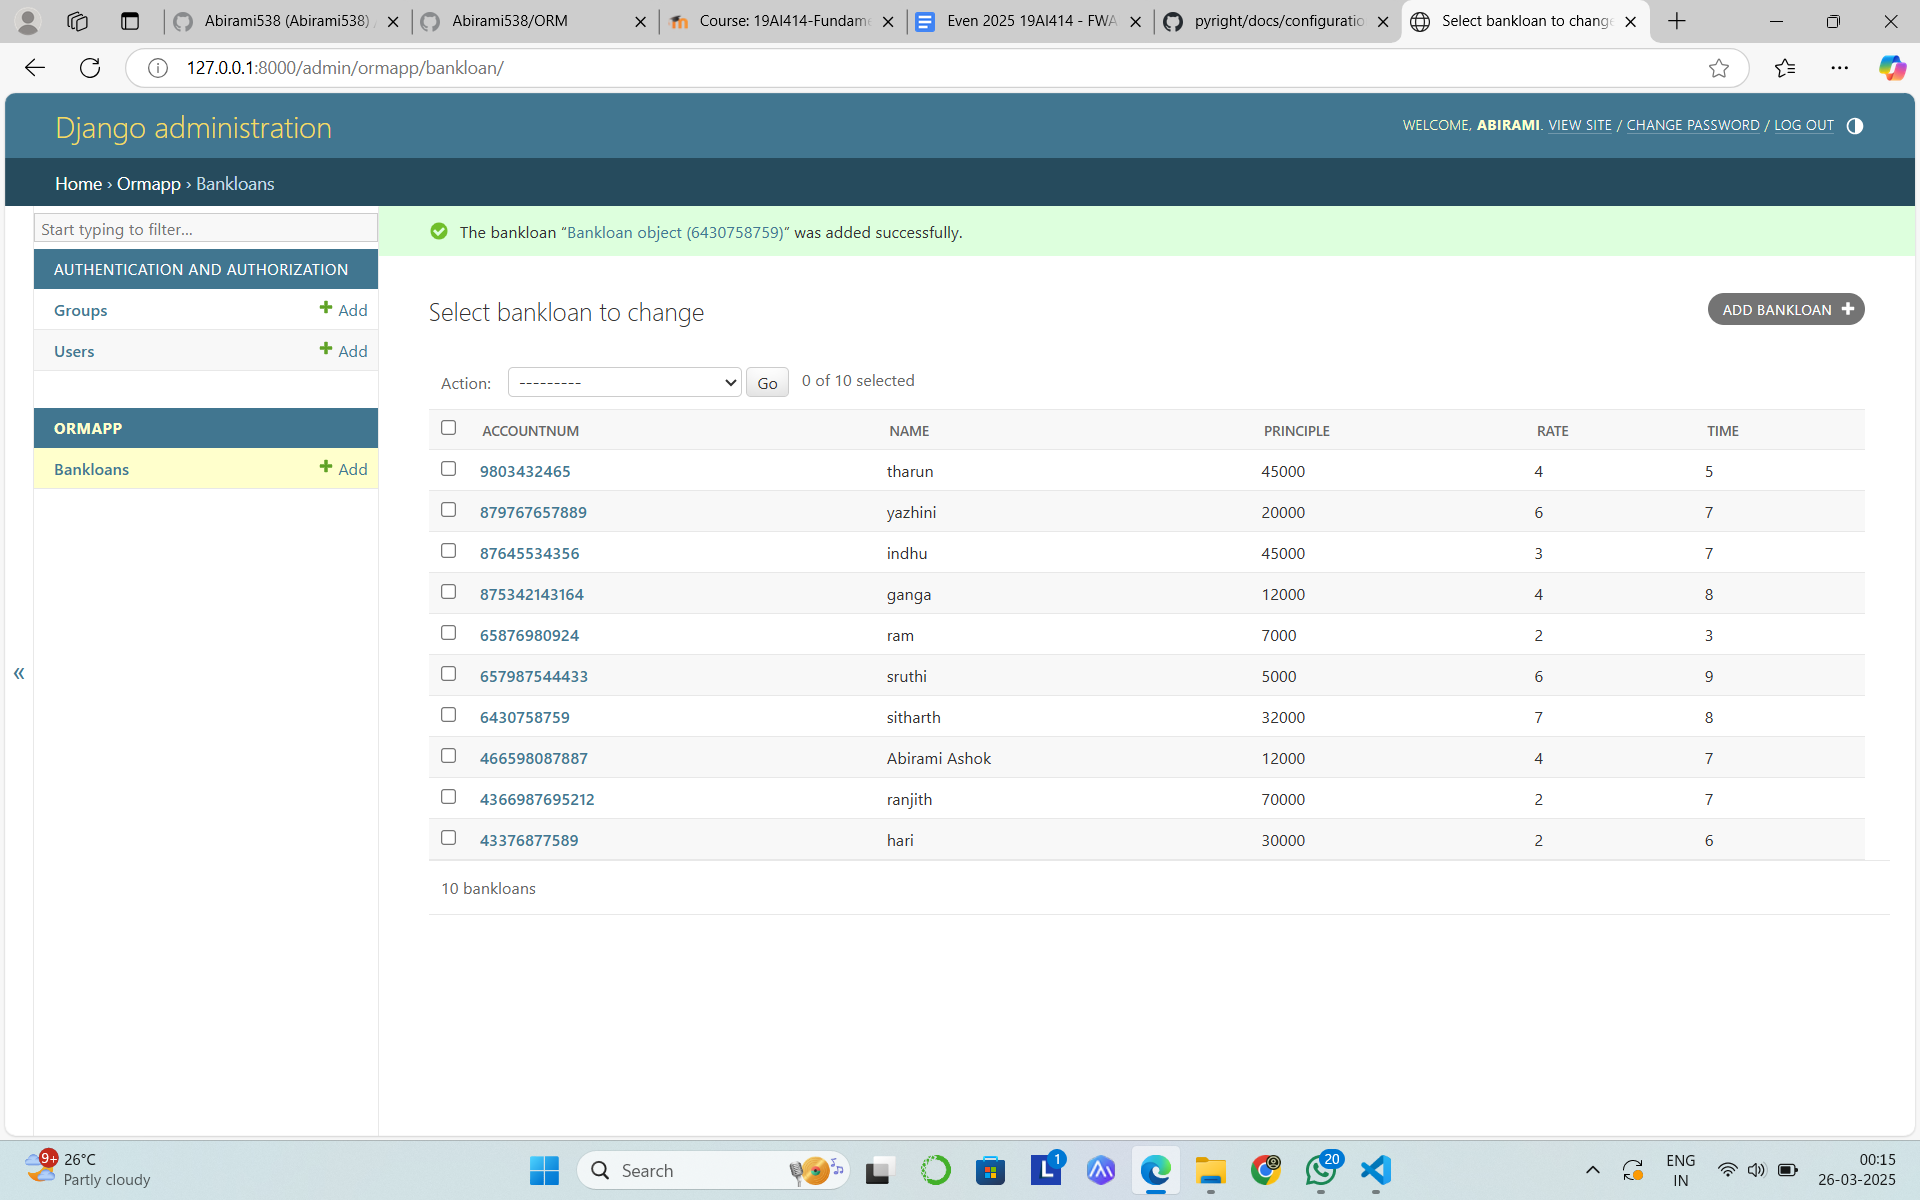 Abirami538 (Abirami538)
Abirami538/ORM
Course: 19AI414-Fundame
Even 2025 19AI414 - FWA
pyright/docs/configuratio
Select bankloan to change
127.0.0.1:8000/admin/ormapp/bankloan/
Django administration
WELCOME, ABIRAMI. VIEW SITE / CHANGE PASSWORD / LOG OUT
Home › Ormapp › Bankloans
Start typing to filter...
AUTHENTICATION AND AUTHORIZATION
Groups Add
Users Add
ORMAPP
Bankloans Add
«
The bankloan “Bankloan object (6430758759)” was added successfully.
Select bankloan to change
ADD BANKLOAN
Action: --------- Go 0 of 10 selected
ACCOUNTNUM NAME PRINCIPLE RATE TIME
9803432465 tharun 45000 4 5
879767657889 yazhini 20000 6 7
87645534356 indhu 45000 3 7
875342143164 ganga 12000 4 8
65876980924 ram 7000 2 3
657987544433 sruthi 5000 6 9
6430758759 sitharth 32000 7 8
466598087887 Abirami Ashok 12000 4 7
4366987695212 ranjith 70000 2 7
43376877589 hari 30000 2 6
10 bankloans
9+
26°C
Partly cloudy
Search
1
20
ENG
IN
00:15
26-03-2025